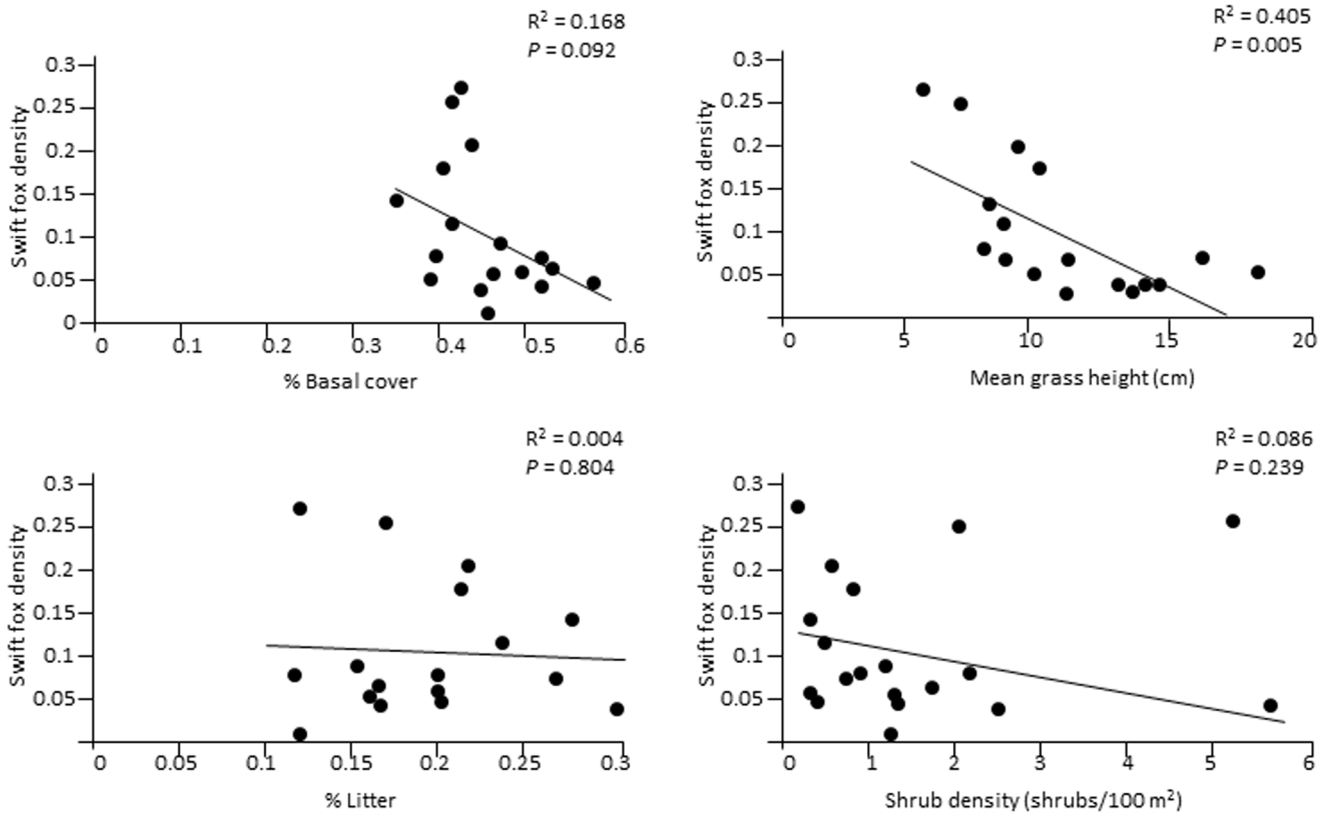 R² = 0.168
P = 0.092
Swift fox density
0.3
0.25
0.2
0.15
0.1
0.05
0
0 0.1 0.2 0.3 0.4 0.5 0.6
% Basal cover
R² = 0.405
P = 0.005
Swift fox density
0.3
0.25
0.2
0.15
0.1
0.05
0 5 10 15 20
Mean grass height (cm)
R² = 0.004
P = 0.804
Swift fox density
0.3
0.25
0.2
0.15
0.1
0.05
0 0.05 0.1 0.15 0.2 0.25 0.3
% Litter
R² = 0.086
P = 0.239
Swift fox density
0.3
0.25
0.2
0.15
0.1
0.05
0 1 2 3 4 5 6
Shrub density (shrubs/100 m²)